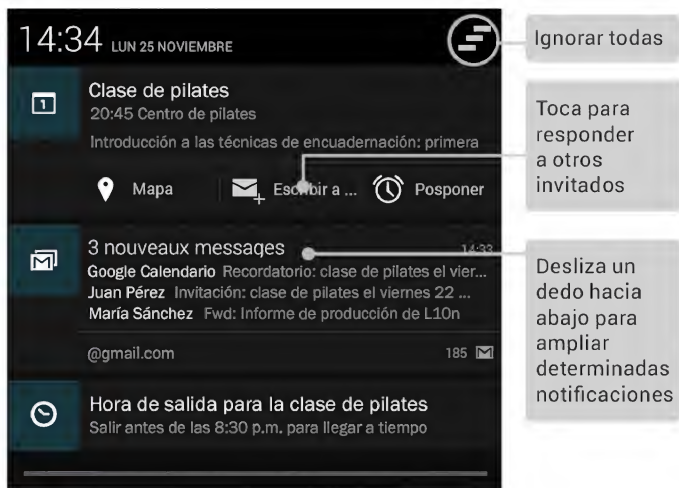 14:34 LUN 25 NOVIEMBRE
Ignorar todas
1
Clase de pilates
20:45 Centro de pilates
Introducción a las técnicas de encuadernación: primera
Mapa
Escribir a ...
Posponer
Toca para
responder
a otros
invitados
3 nouveaux messages 14:33
Google Calendario Recordatorio: clase de pilates el vier...
Juan Pérez Invitación: clase de pilates el viernes 22 ...
María Sánchez Fwd: Informe de producción de L10n
@gmail.com 185
Desliza un
dedo hacia
abajo para
ampliar
determinadas
notificaciones
Hora de salida para la clase de pilates
Salir antes de las 8:30 p.m. para llegar a tiempo